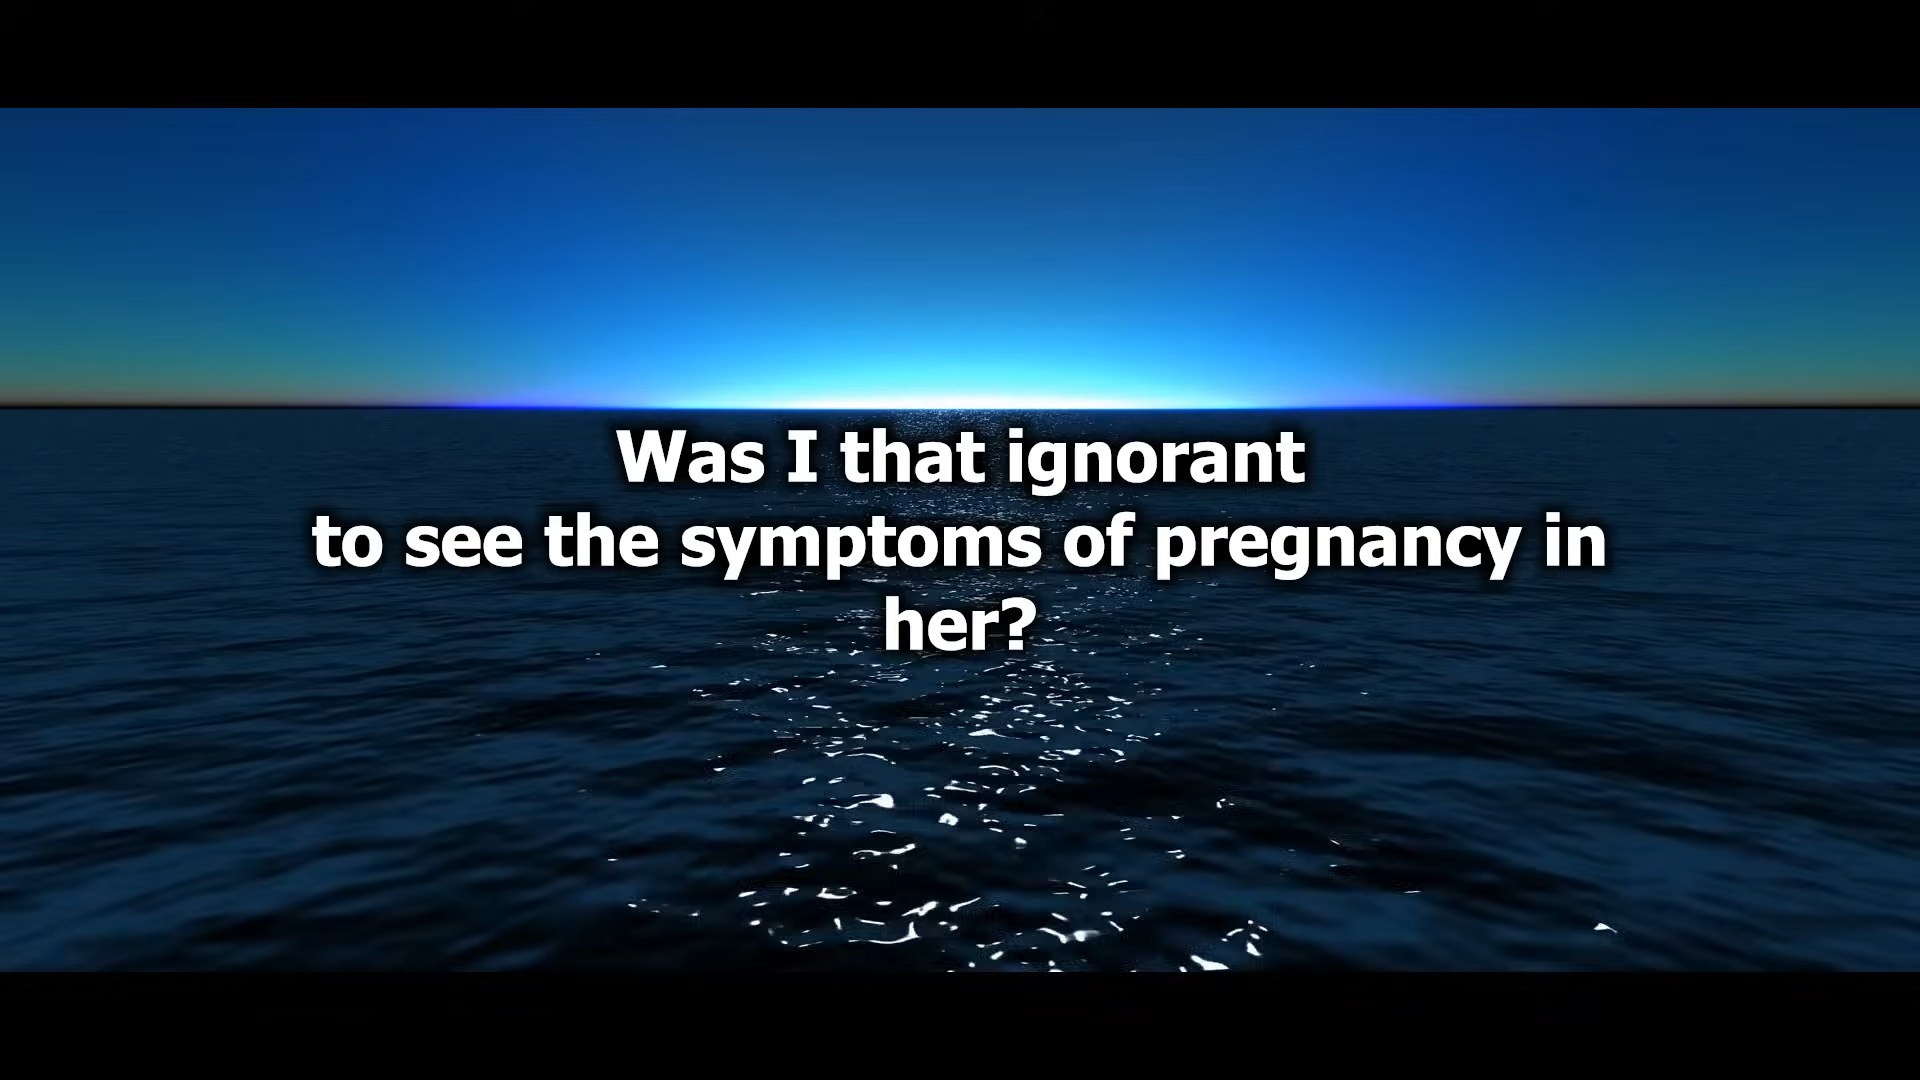 Was I that ignorant
to see the symptoms of pregnancy in
her?